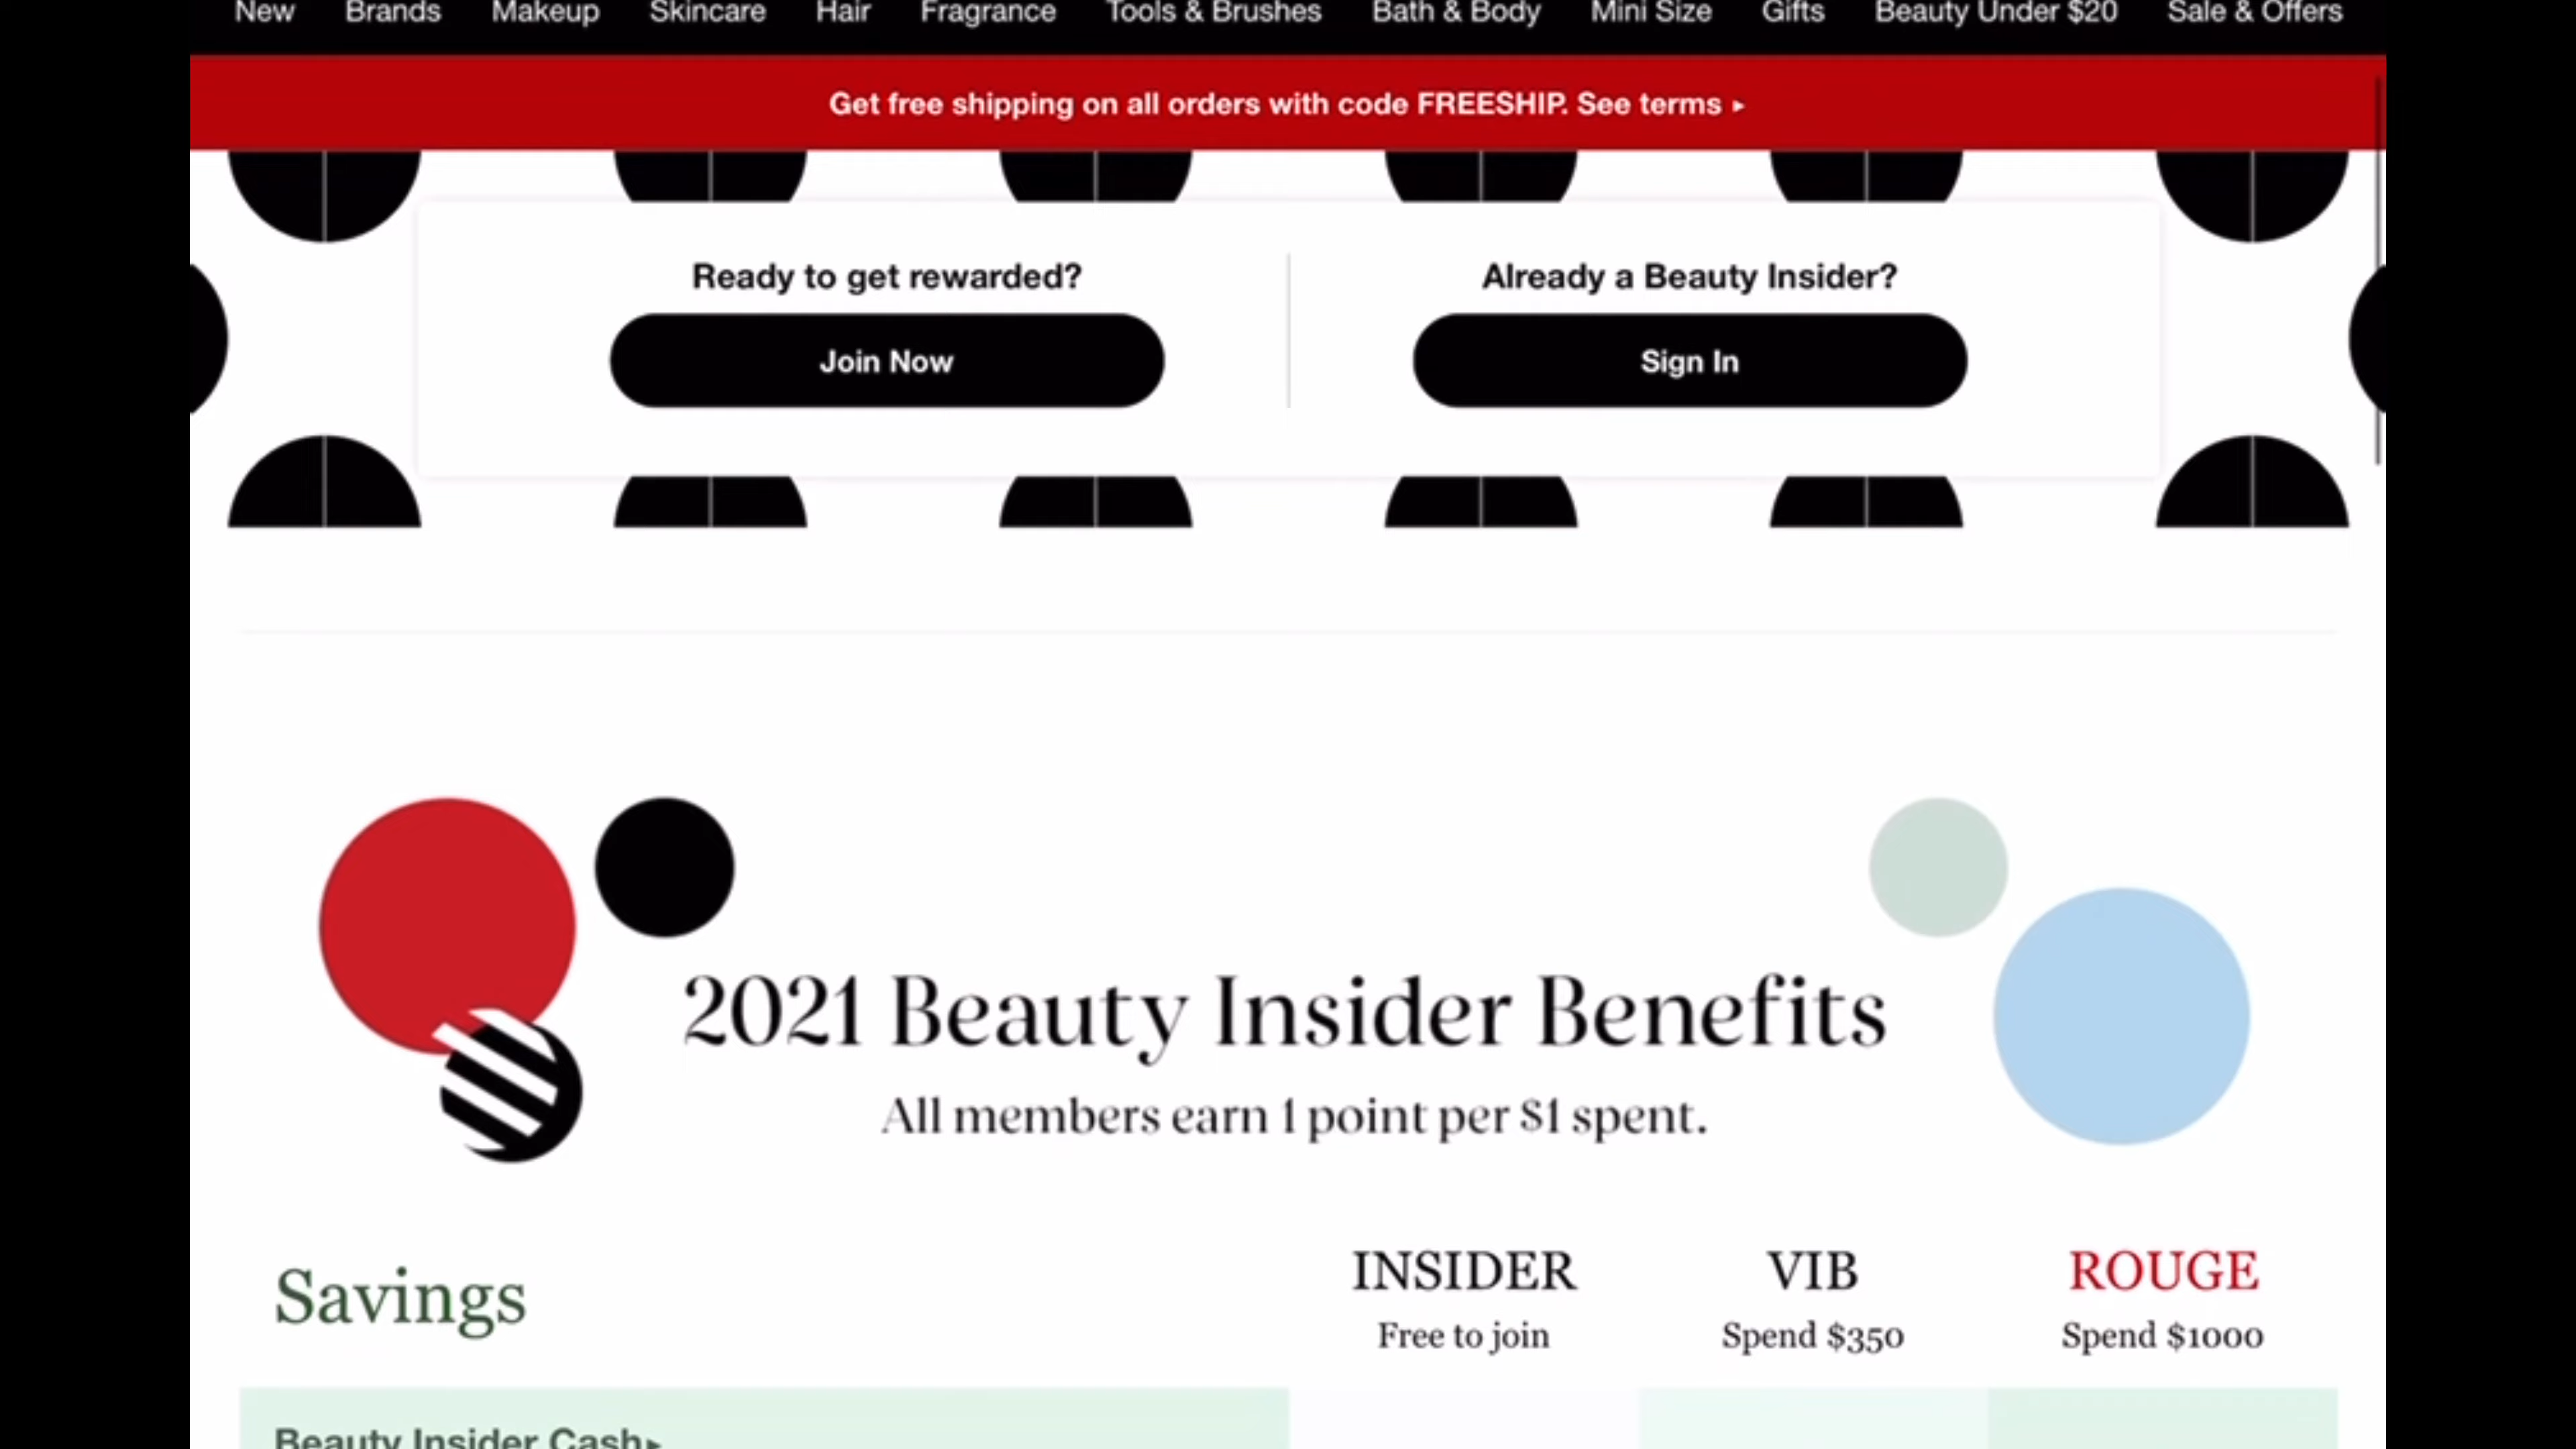 New Brands Makeup Skincare Hair Fragrance Tools & Brushes Bath & Body Mini Size Gifts Beauty Under $20 Sale & Offers
Get free shipping on all orders with code FREESHIP. See terms ▸
Ready to get rewarded?
Join Now
Already a Beauty Insider?
Sign In
2021 Beauty Insider Benefits
All members earn 1 point per $1 spent.
Savings
INSIDER
Free to join
VIB
Spend $350
ROUGE
Spend $1000
Beauty Insider Cash▸